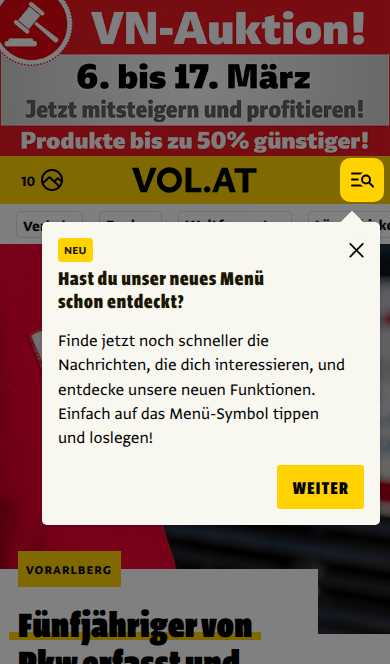 VN-Auktion!
6. bis 17. März
Jetzt mitsteigern und profitieren!
Produkte bis zu 50% günstiger!
10
VOL.AT
NEU
Hast du unser neues Menü
schon entdeckt?
Finde jetzt noch schneller die
Nachrichten, die dich interessieren, und
entdecke unsere neuen Funktionen.
Einfach auf das Menü-Symbol tippen
und loslegen!
WEITER
VORARLBERG
Fünfjähriger von
Pkw erfasst und